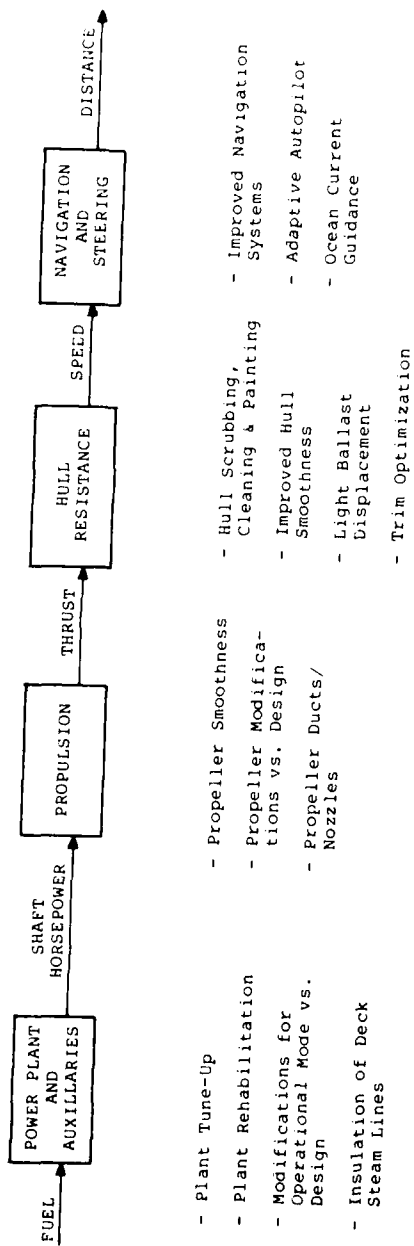 FUEL
POWER PLANT
AND
AUXILLARIES
SHAFT
HORSEPOWER
PROPULSION
THRUST
HULL
RESISTANCE
SPEED
NAVIGATION
AND
STEERING
DISTANCE
- Plant Tune-Up
- Plant Rehabilitation
- Modifications for
Operational Mode vs.
Design
- Insulation of Deck
Steam Lines
- Propeller Smoothness
- Propeller Modifica-
tions vs. Design
- Propeller Ducts/
Nozzles
- Hull Scrubbing,
Cleaning & Painting
- Improved Hull
Smoothness
- Light Ballast
Displacement
- Trim Optimization
- Improved Navigation
Systems
- Adaptive Autopilot
- Ocean Current
Guidance